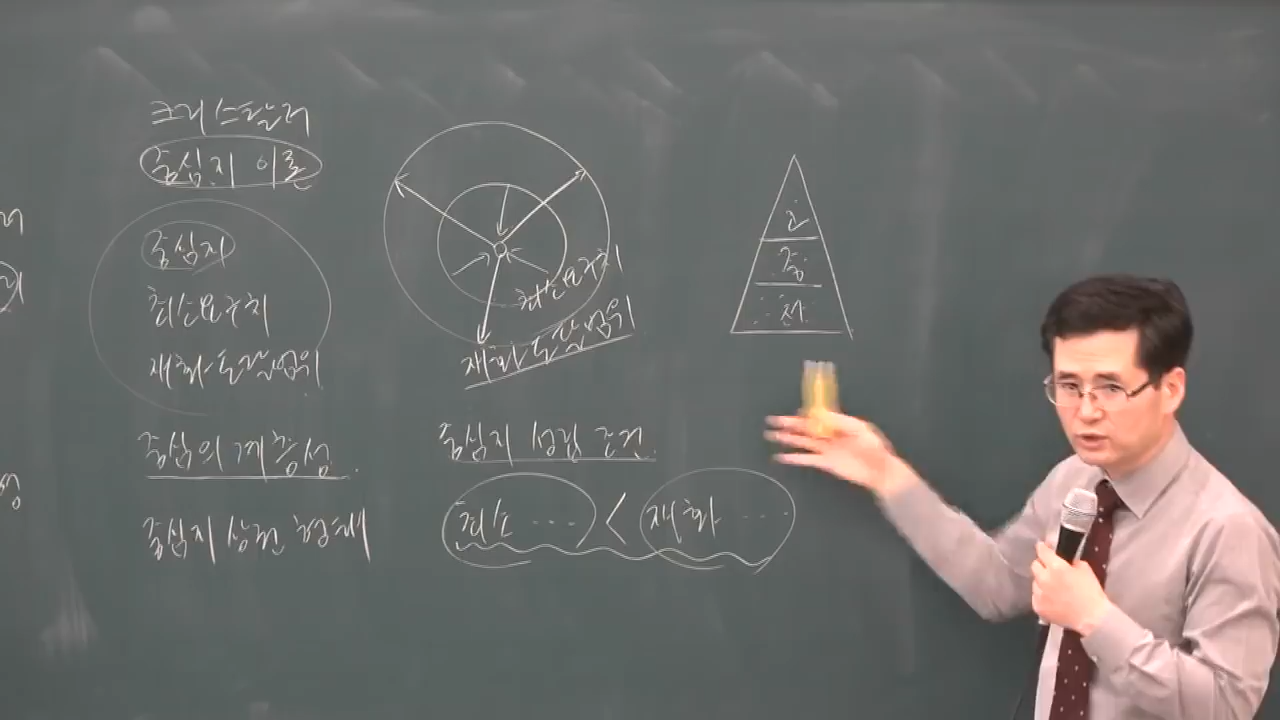 크리스탈러
중심지 이론
중심지
최소요구치
재화도달범위
중심의 계층성
중심지 상권 형태
최소요구치
재화도달범위
중심지 성립 조건
최소 ··· < 재화 ···
고
중
저